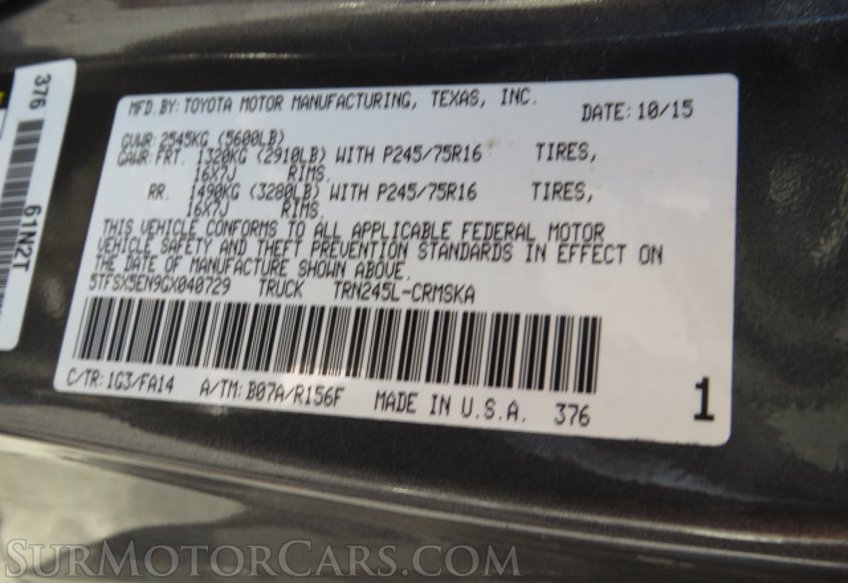 376 61N2T
MFD.BY:TOYOTA MOTOR MANUFACTURING, TEXAS, INC.
DATE:10/15
GVWR:2545KG (5600LB)
GAWR:FRT. 1320KG (2910LB) WITH P245/75R16 TIRES,
16X7J RIMS.
RR. 1490KG (3280LB) WITH P245/75R16 TIRES,
16X7J RIMS.
THIS VEHICLE CONFORMS TO ALL APPLICABLE FEDERAL MOTOR
VEHICLE SAFETY AND THEFT PREVENTION STANDARDS IN EFFECT ON
THE DATE OF MANUFACTURE SHOWN ABOVE.
5TFSX5EN9GX040729 TRUCK TRN245L-CRMSKA
C/TR:1G3/FA14 A/TM:B07A/R156F MADE IN U.S.A. 376
1
SURMOTORCARS.COM